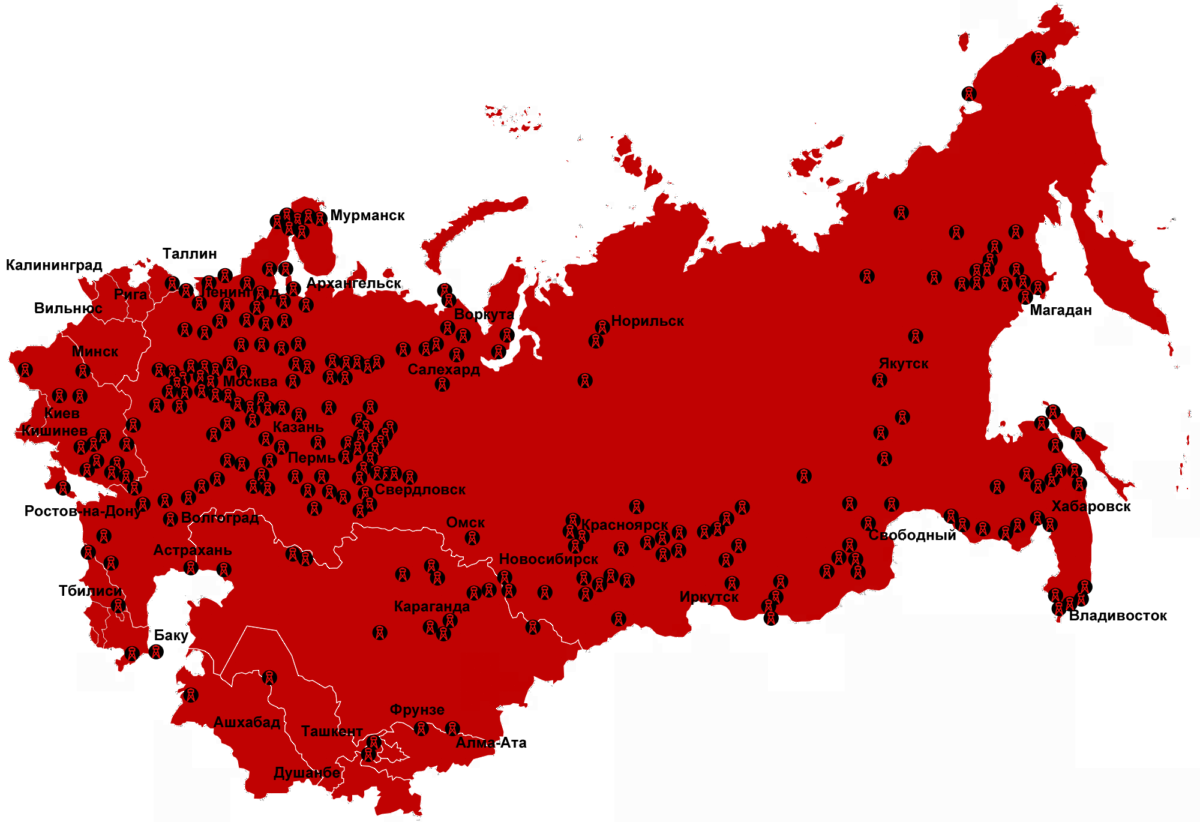 Мурманск
Таллин
Калининград
Архангельск
Рига
Ленинград
Вильнюс
Воркута
Норильск
Магадан
Минск
Салехард
Якутск
Москва
Киев
Казань
Кишинев
Пермь
Свердловск
Хабаровск
Ростов-на-Дону
Волгоград
Омск
Красноярск
Свободный
Астрахань
Новосибирск
Тбилиси
Иркутск
Караганда
Владивосток
Баку
Фрунзе
Ашхабад
Ташкент
Алма-Ата
Душанбе